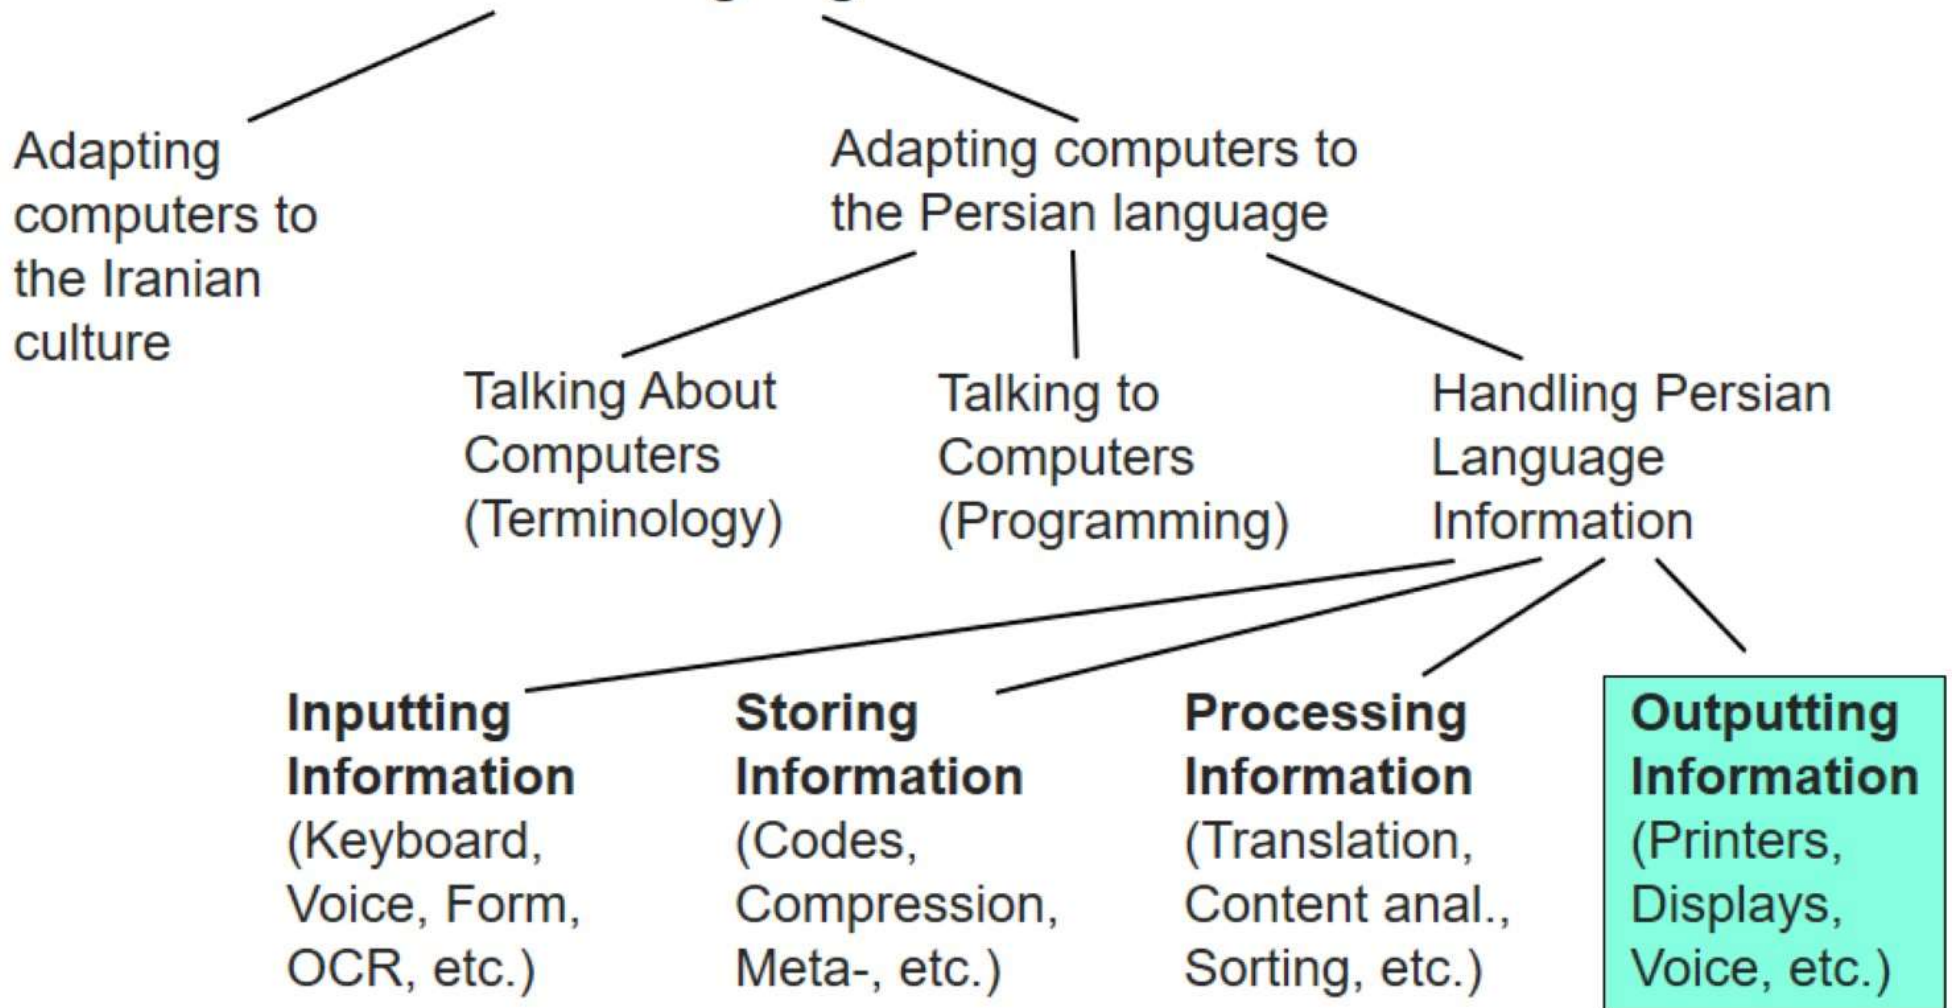 Adapting
computers to
the Iranian
culture
Adapting computers to
the Persian language
Talking About
Computers
(Terminology)
Talking to
Computers
(Programming)
Handling Persian
Language
Information
Inputting
Information
(Keyboard,
Voice, Form,
OCR, etc.)
Storing
Information
(Codes,
Compression,
Meta-, etc.)
Processing
Information
(Translation,
Content anal.,
Sorting, etc.)
Outputting
Information
(Printers,
Displays,
Voice, etc.)